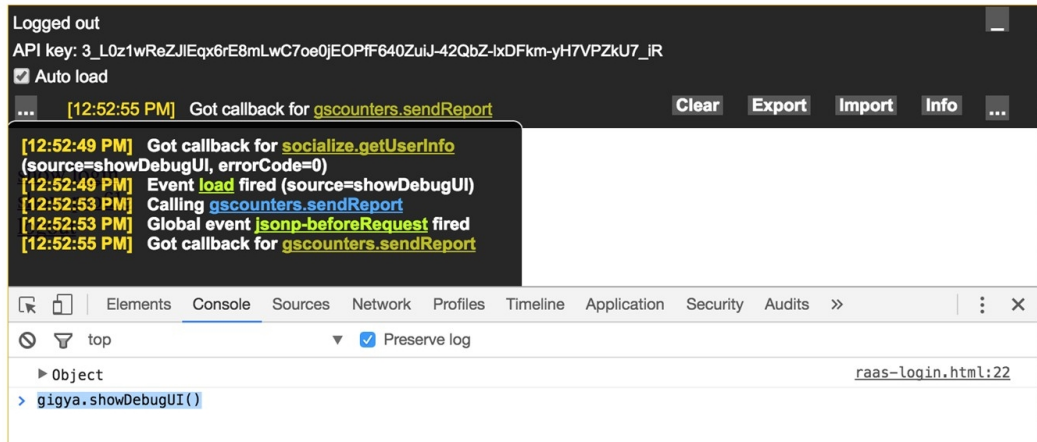 Logged out
API key: 3_L0z1wReZJlEqx6rE8mLwC7oe0jEOPfF640ZuiJ-42QbZ-lxDFkm-yH7VPZkU7_iR
Auto load
... [12:52:55 PM] Got callback for gscounters.sendReport Clear Export Import Info ...
[12:52:49 PM] Got callback for socialize.getUserInfo
(source=showDebugUI, errorCode=0)
[12:52:49 PM] Event load fired (source=showDebugUI)
[12:52:53 PM] Calling gscounters.sendReport
[12:52:53 PM] Global event jsonp-beforeRequest fired
[12:52:55 PM] Got callback for gscounters.sendReport
Elements Console Sources Network Profiles Timeline Application Security Audits »
top Preserve log
Object raas-login.html:22
> gigya.showDebugUI()